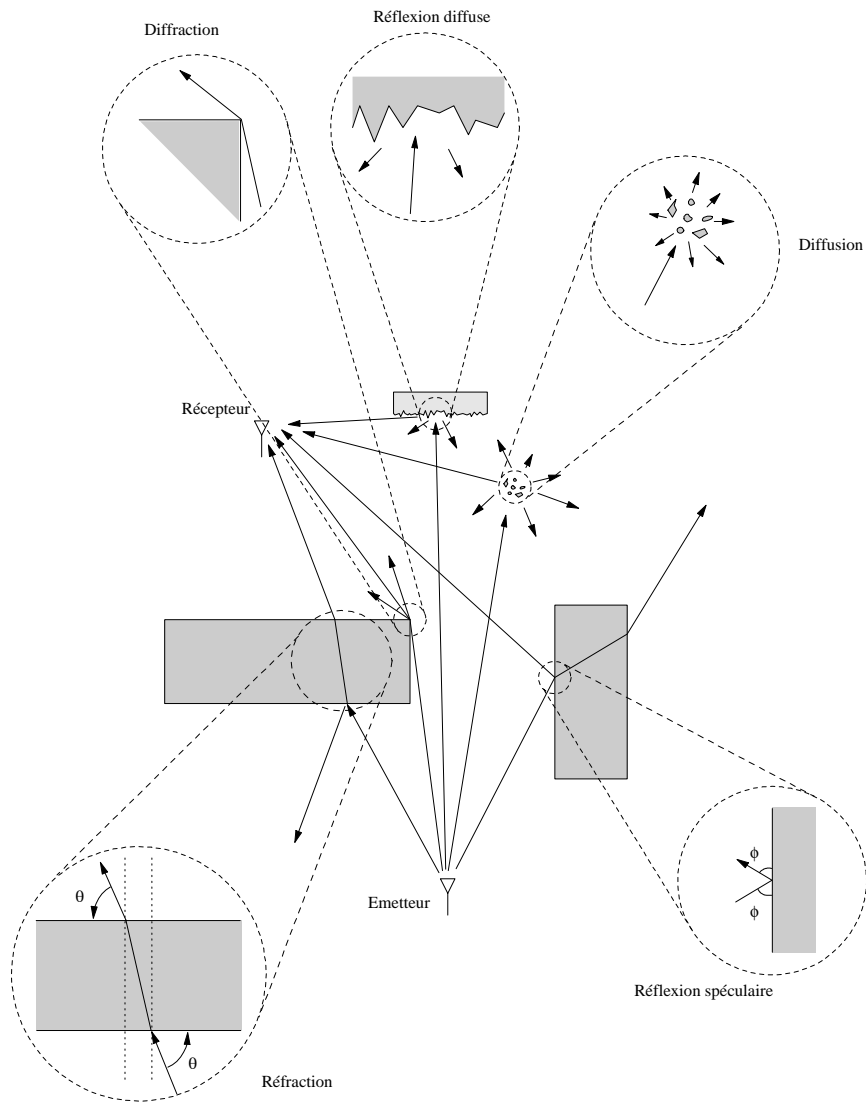 Réflexion diffuse
Diffraction
Diffusion
Récepteur
Emetteur
ϕ
ϕ
θ
θ
Réflexion spéculaire
Réfraction